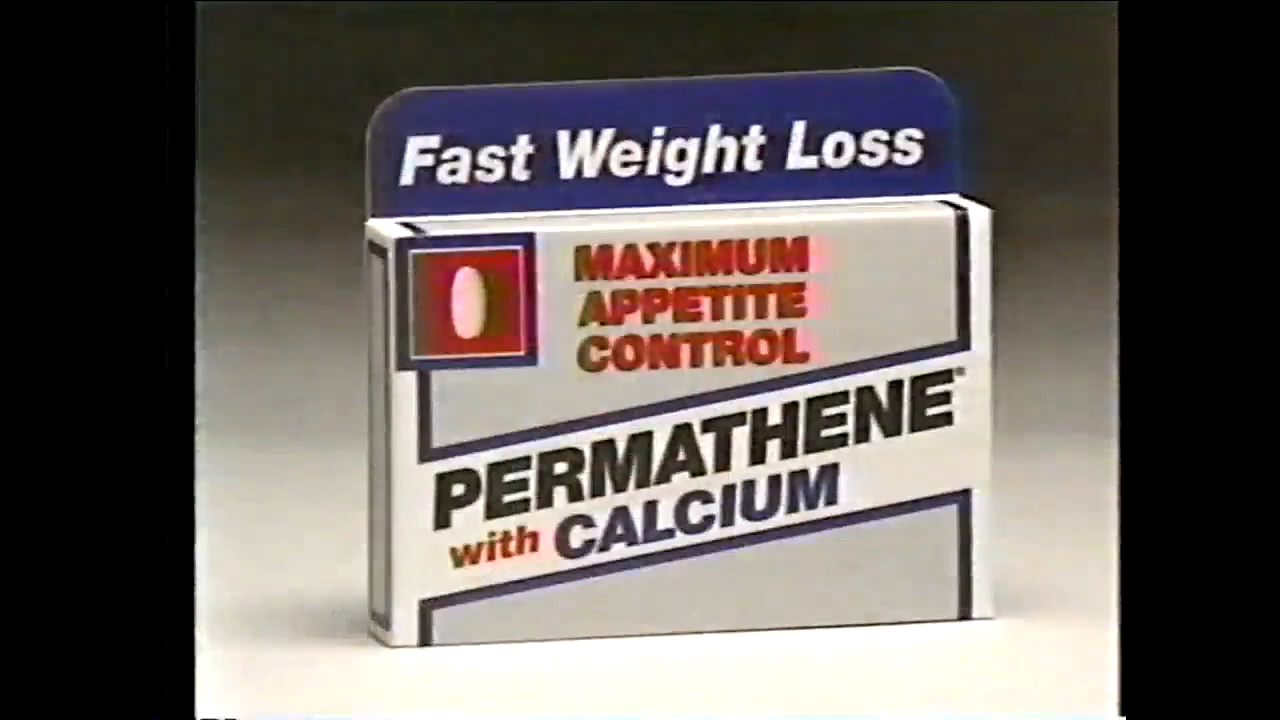 Fast Weight Loss
MAXIMUM
APPETITE
CONTROL
PERMATHENE
with CALCIUM